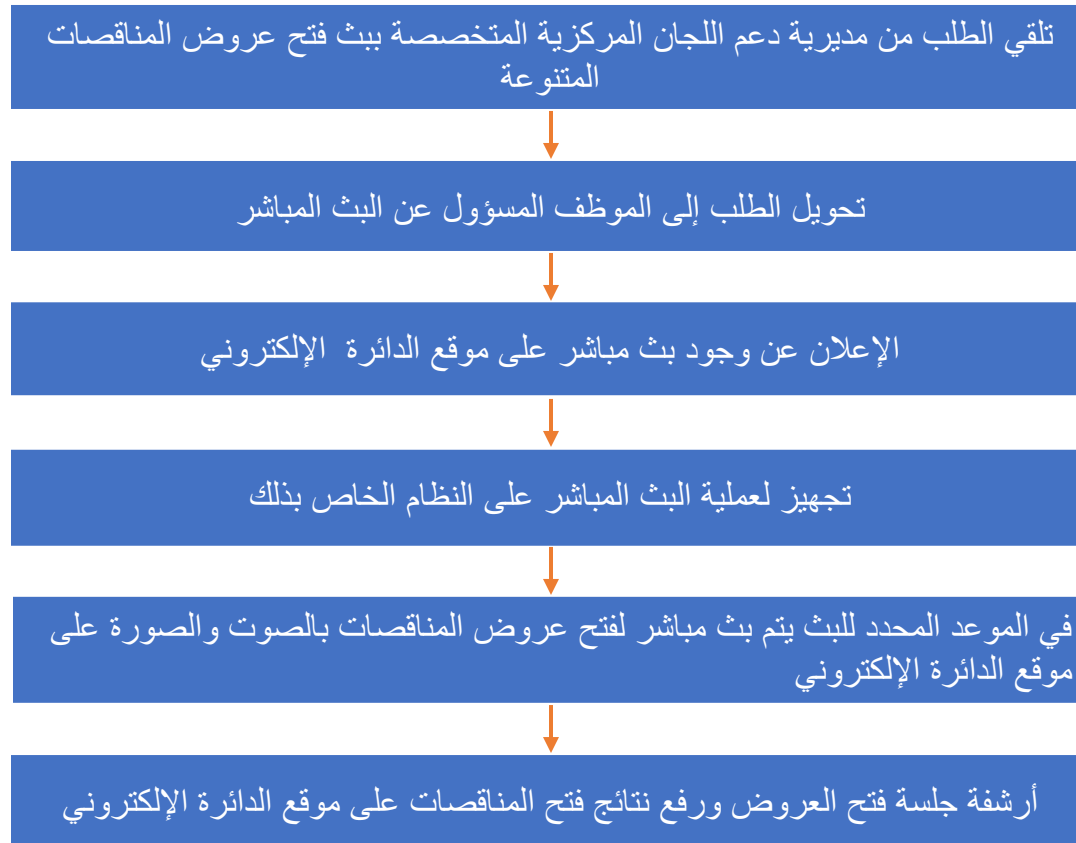 تلقي الطلب من مديرية دعم اللجان المركزية المتخصصة ببث فتح عروض المناقصات
المتنوعة
تحويل الطلب إلى الموظف المسؤول عن البث المباشر
الإعلان عن وجود بث مباشر على موقع الدائرة الإلكتروني
تجهيز لعملية البث المباشر على النظام الخاص بذلك
في الموعد المحدد للبث يتم بث مباشر لفتح عروض المناقصات بالصوت والصورة على
موقع الدائرة الإلكتروني
أرشفة جلسة فتح العروض ورفع نتائج فتح المناقصات على موقع الدائرة الإلكتروني